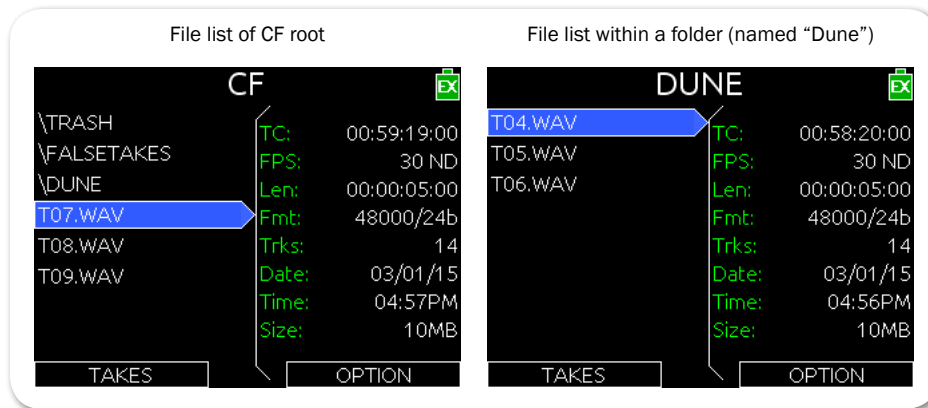 File list of CF root
CF
EX
\TRASH
\FALSETAKES
\DUNE
T07.WAV
T08.WAV
T09.WAV
TC: 00:59:19:00
FPS: 30 ND
Len: 00:00:05:00
Fmt: 48000/24b
Trks: 14
Date: 03/01/15
Time: 04:57PM
Size: 10MB
TAKES
OPTION
File list within a folder (named “Dune”)
DUNE
EX
T04.WAV
T05.WAV
T06.WAV
TC: 00:58:20:00
FPS: 30 ND
Len: 00:00:05:00
Fmt: 48000/24b
Trks: 14
Date: 03/01/15
Time: 04:56PM
Size: 10MB
TAKES
OPTION